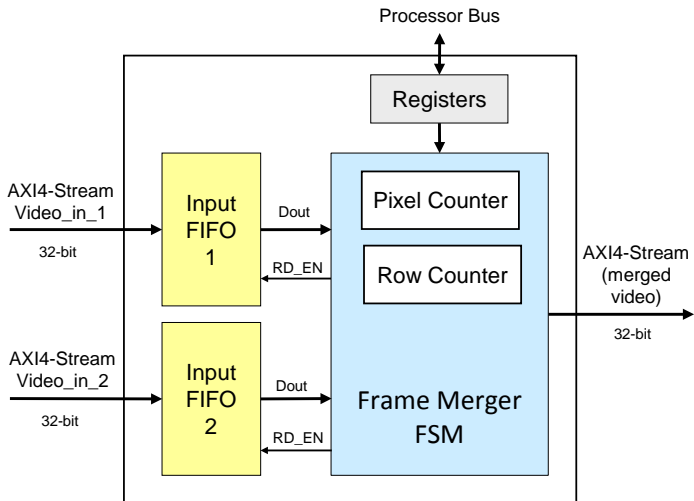 Processor Bus
Registers
AXI4-Stream
Video_in_1
32-bit
Input
FIFO
1
Dout
RD_EN
Pixel Counter
Row Counter
AXI4-Stream
(merged
video)
32-bit
AXI4-Stream
Video_in_2
32-bit
Input
FIFO
2
Dout
RD_EN
Frame Merger
FSM